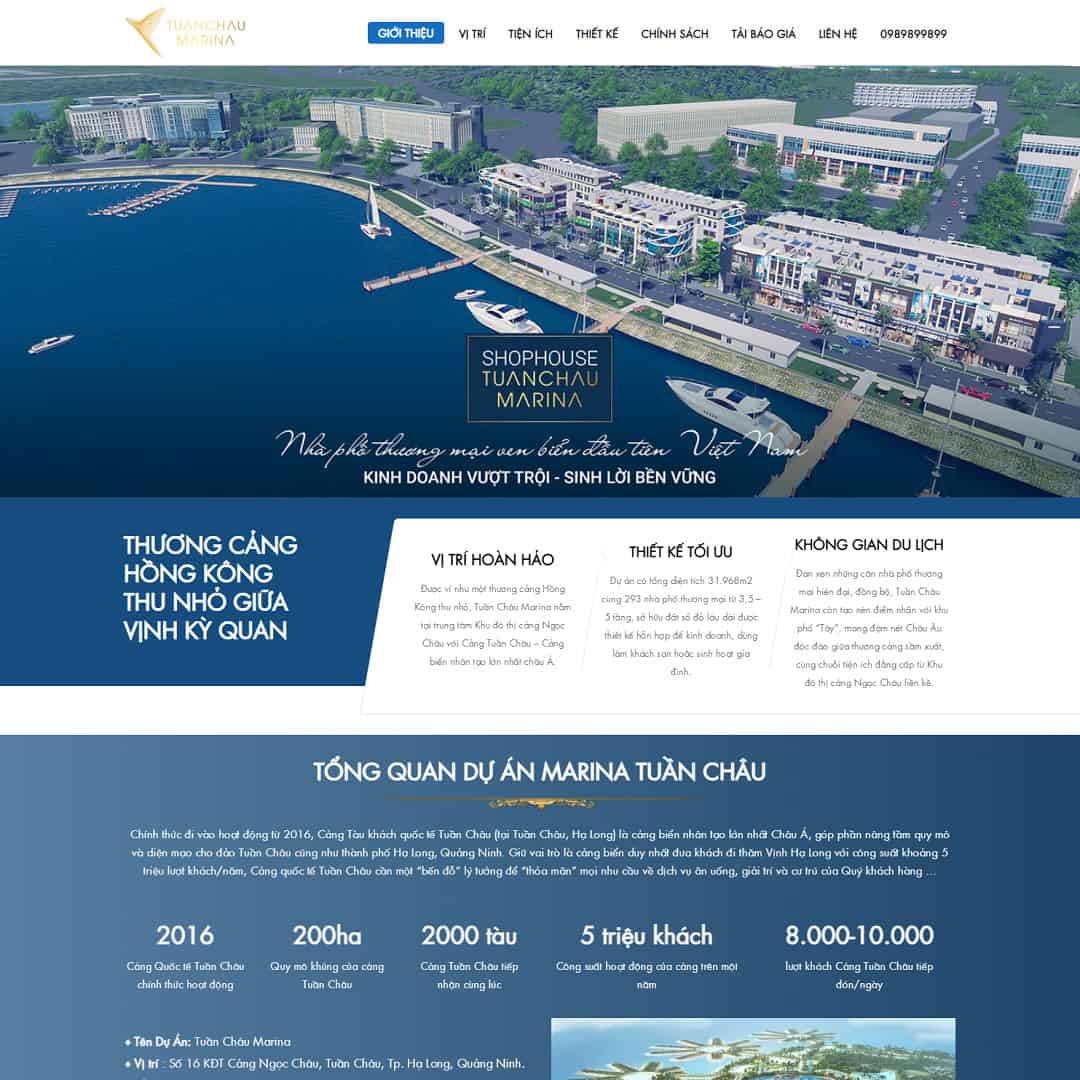 TUANCHAU
MARINA
GIỚI THIỆU VỊ TRÍ TIỆN ÍCH THIẾT KẾ CHÍNH SÁCH TẢI BÁO GIÁ LIÊN HỆ 0989899899
SHOPHOUSE
TUANCHAU
MARINA
Nhà phố thương mại ven biển đầu tiên Việt Nam
KINH DOANH VƯỢT TRỘI - SINH LỜI BỀN VỮNG
THƯƠNG CẢNG
HỒNG KÔNG
THU NHỎ GIỮA
VỊNH KỲ QUAN
VỊ TRÍ HOÀN HẢO
Được ví như một thương cảng Hồng
Kông thu nhỏ, Tuần Châu Marina nằm
tại trung tâm Khu đô thị cảng Ngọc
Châu với Cảng Tuần Châu – Cảng
biển nhân tạo lớn nhất châu Á.
THIẾT KẾ TỐI ƯU
Dự án có tổng diện tích 31.968m2
cùng 293 nhà phố thương mại từ 3,5 –
5 tầng, sở hữu đất sổ đỏ lâu dài được
thiết kế hỗn hợp để kinh doanh, dùng
làm khách sạn hoặc sinh hoạt gia
đình.
KHÔNG GIAN DU LỊCH
Đan xen những căn nhà phố thương
mại hiện đại, đồng bộ, Tuần Châu
Marina còn tạo nên điểm nhấn với khu
phố “Tây”, mang đậm nét Châu Âu
độc đáo giữa thương cảng sầm xuất,
cùng chuỗi tiện ích đẳng cấp từ Khu
đô thị cảng Ngọc Châu liền kề.
TỔNG QUAN DỰ ÁN MARINA TUẦN CHÂU
Chính thức đi vào hoạt động từ 2016, Cảng Tàu khách quốc tế Tuần Châu (tại Tuần Châu, Hạ Long) là cảng biển nhân tạo lớn nhất Châu Á, góp phần nâng tầm quy mô
và diện mạo cho đảo Tuần Châu cũng như thành phố Hạ Long, Quảng Ninh. Giữ vai trò là cảng biển duy nhất đưa khách đi thăm Vịnh Hạ Long với công suất khoảng 5
triệu lượt khách/năm, Cảng quốc tế Tuần Châu cần một “bến đỗ” lý tưởng để “thỏa mãn” mọi nhu cầu về dịch vụ ăn uống, giải trí và cư trú của Quý khách hàng ...
2016
Cảng Quốc tế Tuần Châu
chính thức hoạt động
200ha
Quy mô khủng của cảng
Tuần Châu
2000 tàu
Cảng Tuần Châu tiếp
nhận cùng lúc
5 triệu khách
Công suất hoạt động của cảng trên một
năm
8.000-10.000
lượt khách Cảng Tuần Châu tiếp
đón/ngày
♦ Tên Dự Án: Tuần Châu Marina
♦ Vị trí : Số 16 KĐT Cảng Ngọc Châu, Tuần Châu, Tp. Hạ Long, Quảng Ninh.